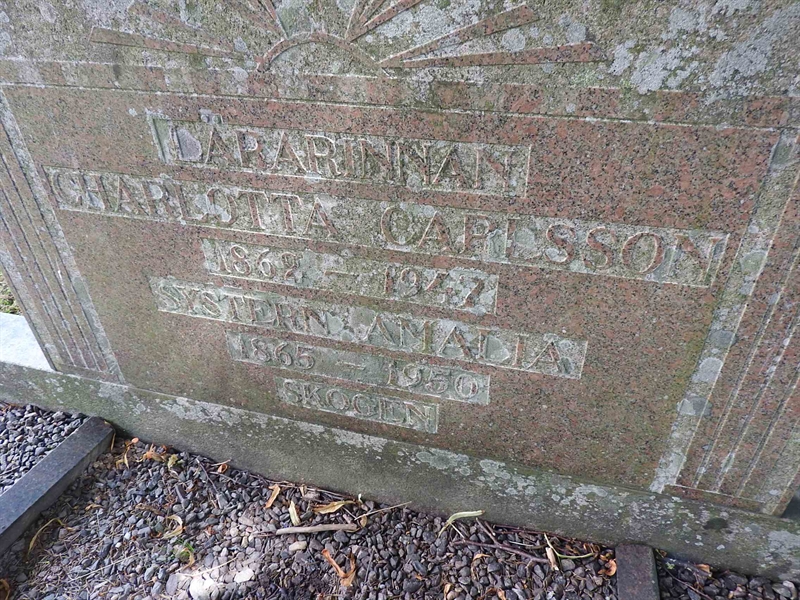 LÄRARINNAN
CHARLOTTA CARLSSON
1862 – 1947
SYSTERN AMALIA
1865 – 1950
SKOGEN